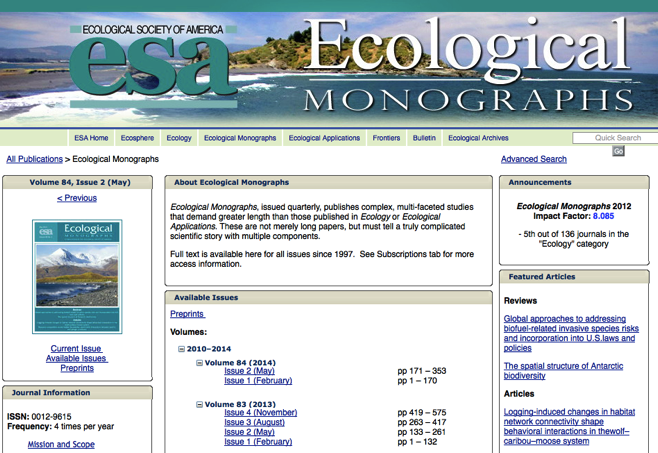 ECOLOGICAL SOCIETY OF AMERICA
esa
Ecological
MONOGRAPHS
ESA Home
Ecosphere
Ecology
Ecological Monographs
Ecological Applications
Frontiers
Bulletin
Ecological Archives
Quick Search
Go
All Publications > Ecological Monographs
Advanced Search
Volume 84, Issue 2 (May)
< Previous
esa
Ecological
Current Issue
Available Issues
Preprints
Journal Information
ISSN: 0012-9615
Frequency: 4 times per year
Mission and Scope
About Ecological Monographs
Ecological Monographs, issued quarterly, publishes complex, multi-faceted studies
that demand greater length than those published in Ecology or Ecological
Applications. These are not merely long papers, but must tell a truly complicated
scientific story with multiple components.
Full text is available here for all issues since 1997. See Subscriptions tab for more
access information.
Available Issues
Preprints
Volumes:
2010–2014
Volume 84 (2014)
Issue 2 (May) pp 171 – 353
Issue 1 (February) pp 1 – 170
Volume 83 (2013)
Issue 4 (November) pp 419 – 575
Issue 3 (August) pp 263 – 417
Issue 2 (May) pp 133 – 261
Issue 1 (February) pp 1 – 132
Announcements
Ecological Monographs 2012
Impact Factor: 8.085
- 5th out of 136 journals in the
"Ecology" category
Featured Articles
Reviews
Global approaches to addressing
biofuel-related invasive species risks
and incorporation into U.S.laws and
policies
The spatial structure of Antarctic
biodiversity
Articles
Logging-induced changes in habitat
network connectivity shape
behavioral interactions in thewolf–
caribou–moose system